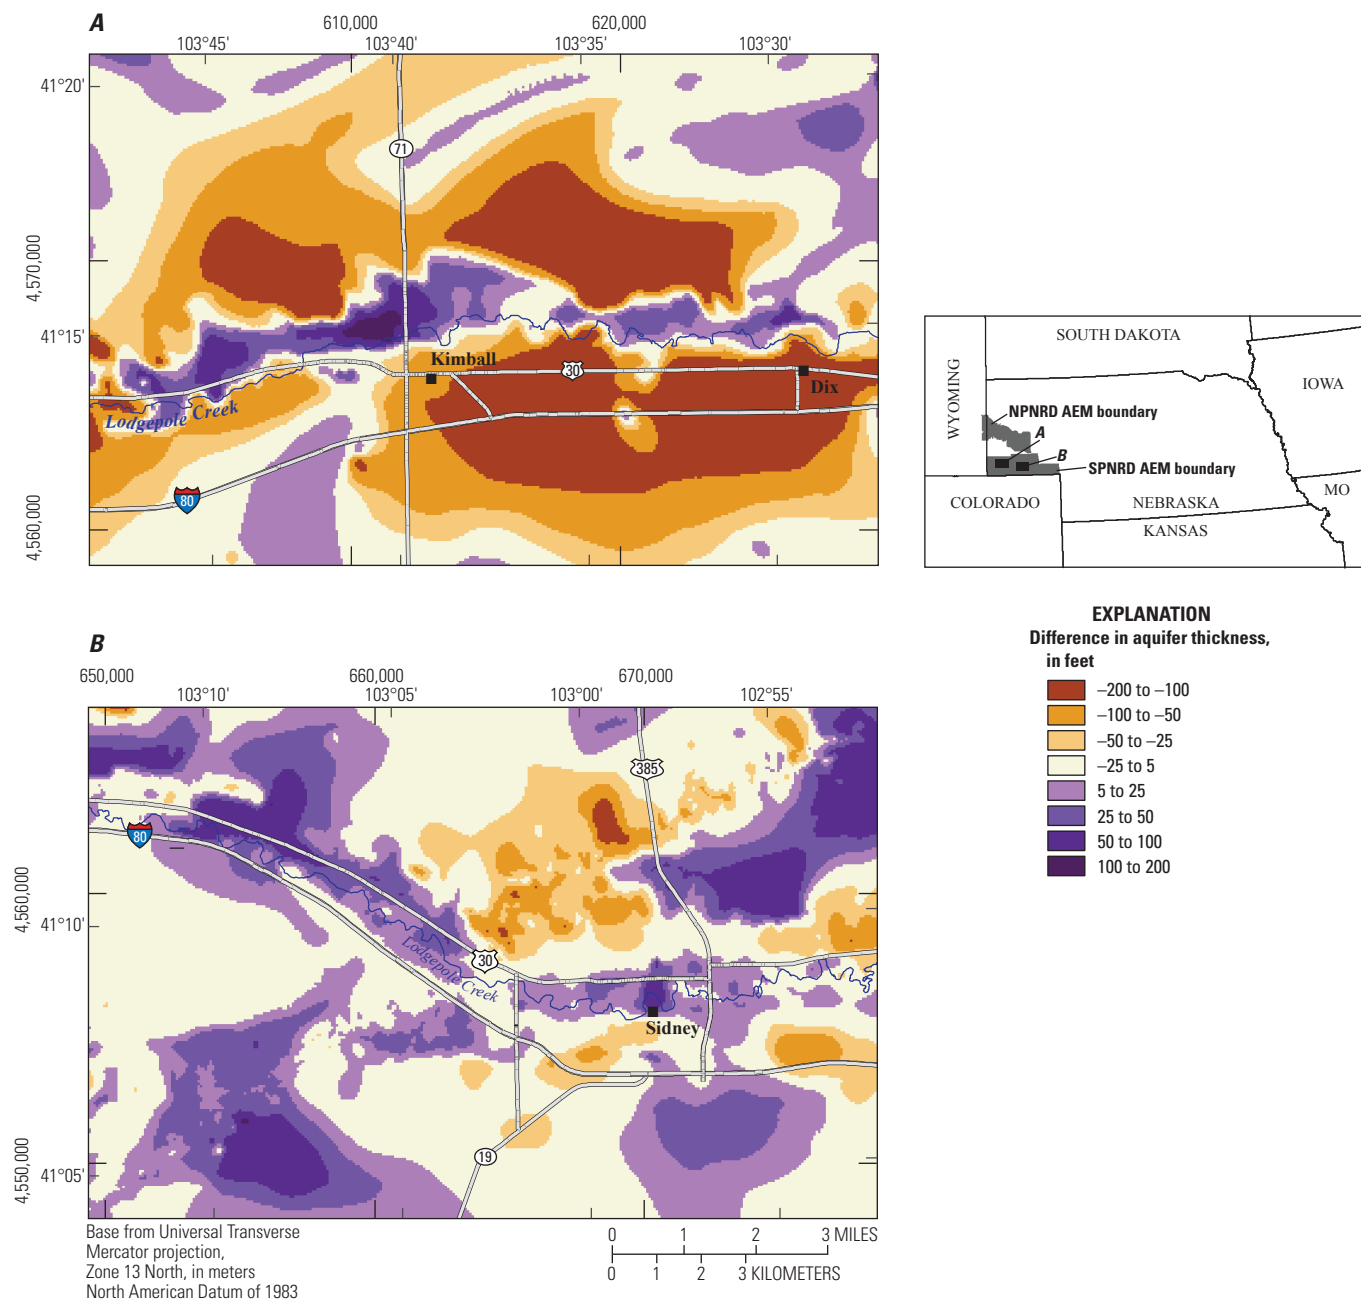 A
610,000
620,000
103°45'
103°40'
103°35'
103°30'
41°20'
4,570,000
41°15'
4,560,000
71
Kimball
30
Dix
Lodgepole Creek
80
SOUTH DAKOTA
WYOMING
IOWA
NPNRD AEM boundary
A
B
SPNRD AEM boundary
COLORADO
NEBRASKA
MO
KANSAS
B
650,000
660,000
670,000
103°10'
103°05'
103°00'
102°55'
385
80
4,560,000
41°10'
30
Lodgepole Creek
Sidney
4,550,000
41°05'
19
EXPLANATION
Difference in aquifer thickness,
in feet
–200 to –100
–100 to –50
–50 to –25
–25 to 5
5 to 25
25 to 50
50 to 100
100 to 200
Base from Universal Transverse
Mercator projection,
Zone 13 North, in meters
North American Datum of 1983
0 1 2 3 MILES
0 1 2 3 KILOMETERS